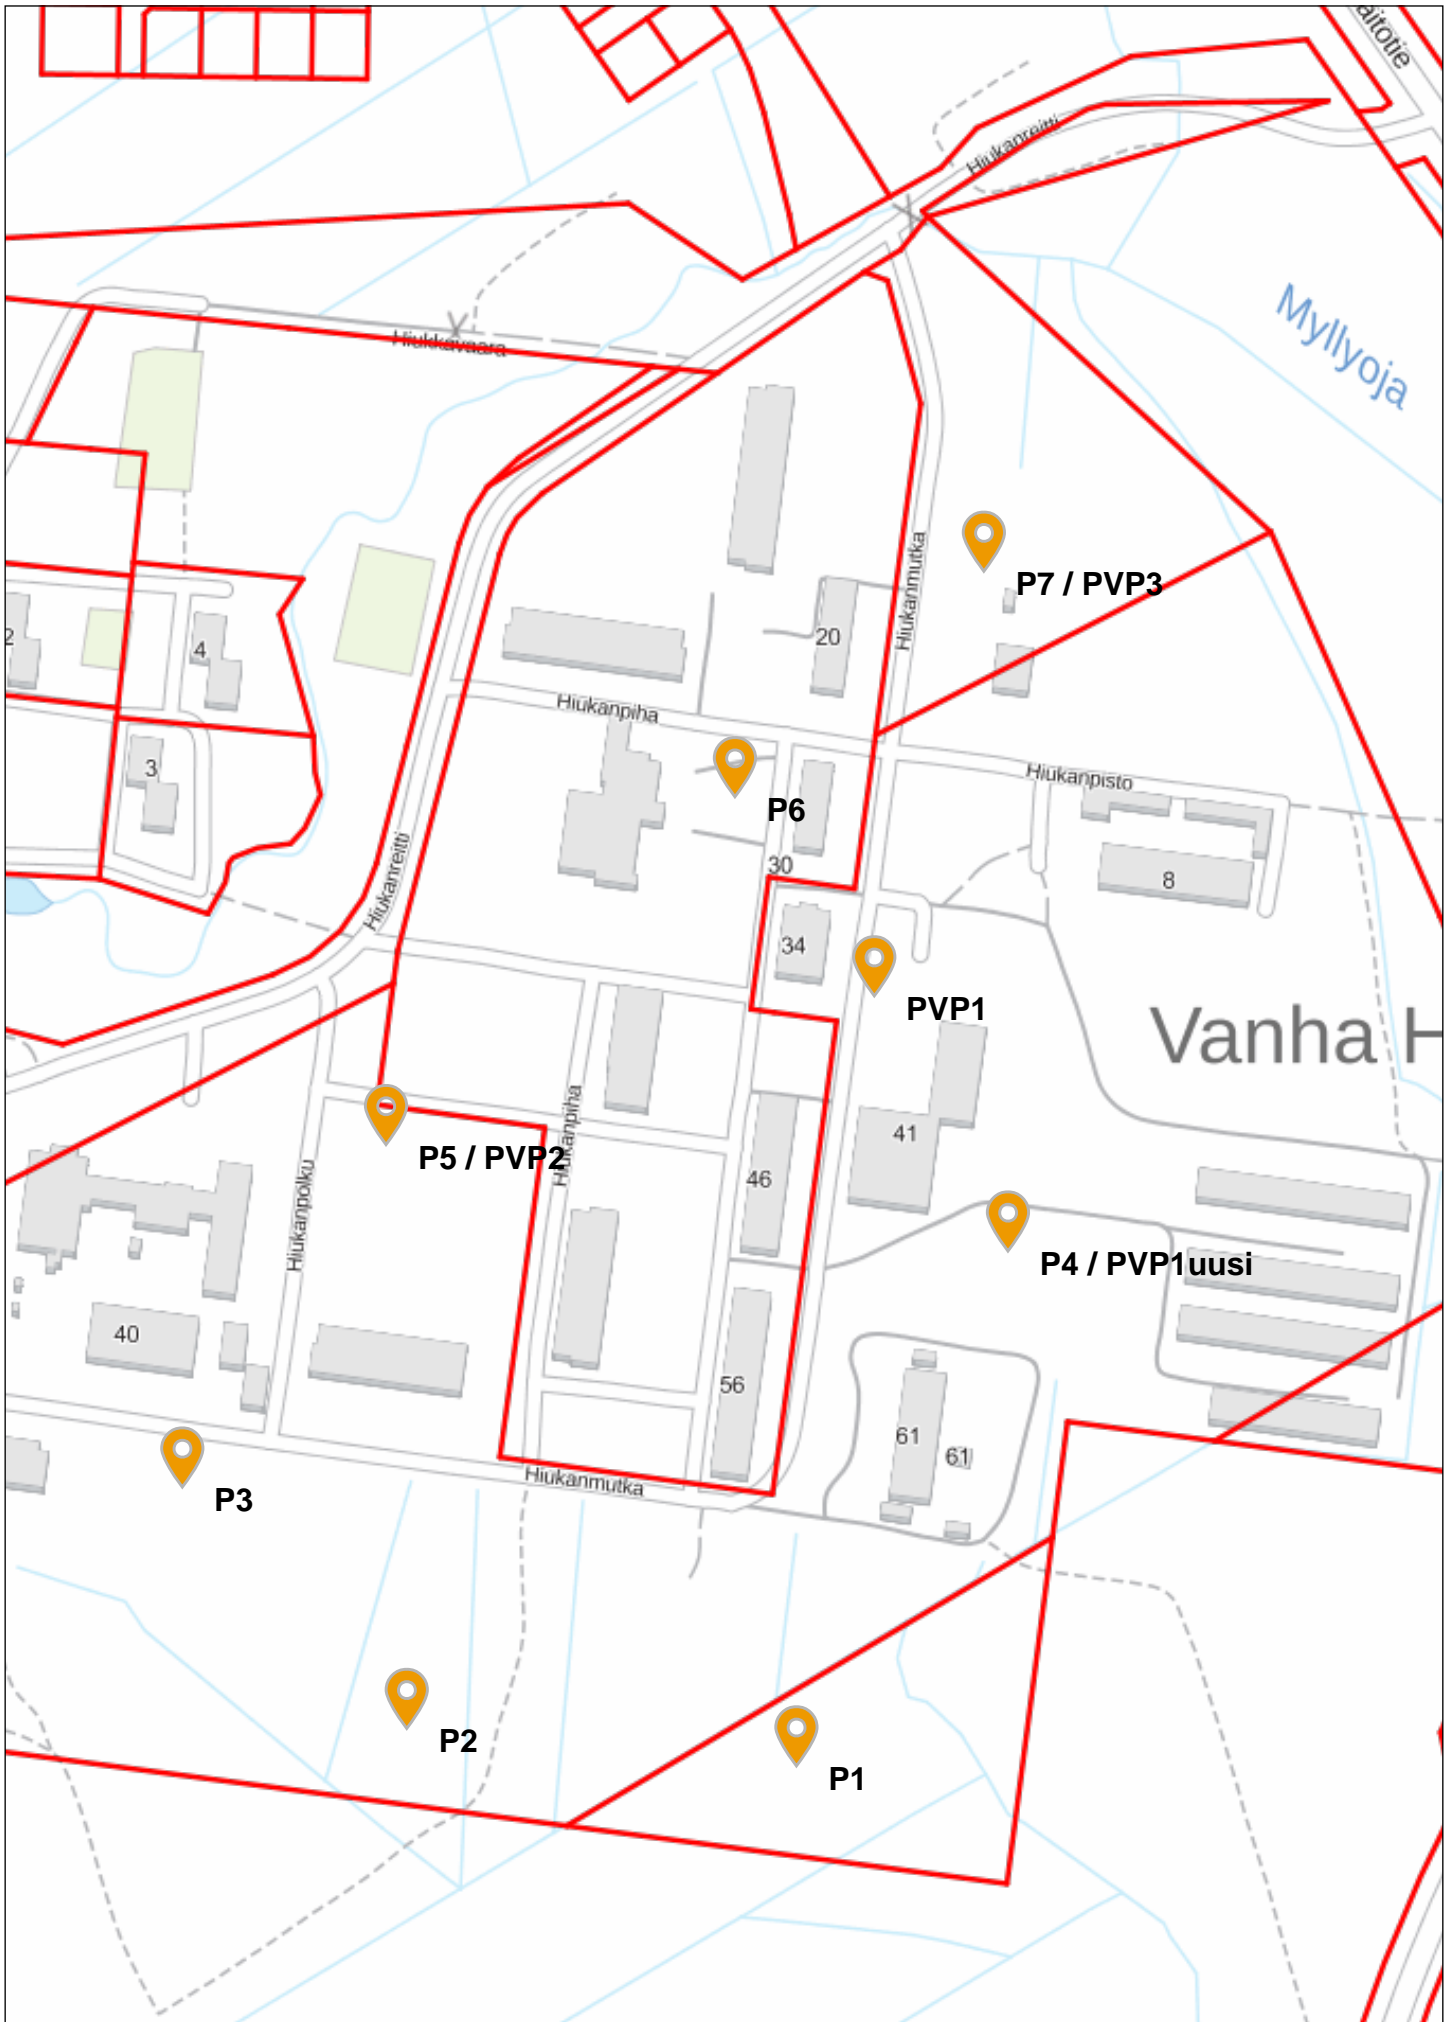 Hiukanreitti
Myllyoja
Hiukkavaara
Hiukanmutka
P7 / PVP3
2
4
20
Hiukanpiha
3
P6
Hiukanpisto
30
8
Hiukanreitti
34
PVP1
Vanha H
41
Hiukanpiha
P5 / PVP2
46
Hiukanpolku
P4 / PVP1uusi
40
56
61
61
P3
Hiukanmutka
P2
P1